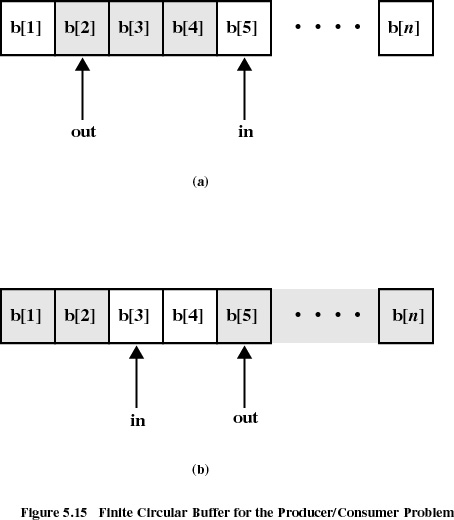 b[1] b[2] b[3] b[4] b[5] • • • • b[n]
out in
(a)
b[1] b[2] b[3] b[4] b[5] • • • • b[n]
in out
(b)
Figure 5.15 Finite Circular Buffer for the Producer/Consumer Problem